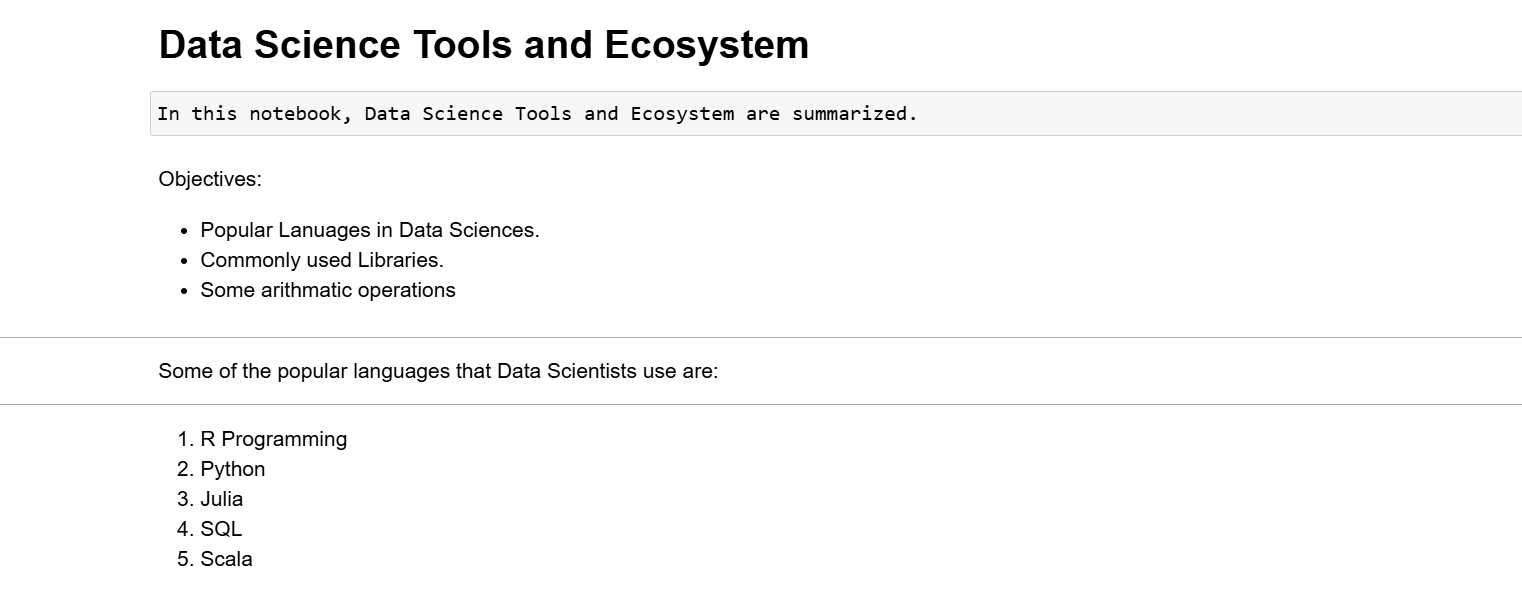 Data Science Tools and Ecosystem
In this notebook, Data Science Tools and Ecosystem are summarized.
Objectives:
• Popular Lanuages in Data Sciences.
• Commonly used Libraries.
• Some arithmatic operations
Some of the popular languages that Data Scientists use are:
1. R Programming
2. Python
3. Julia
4. SQL
5. Scala